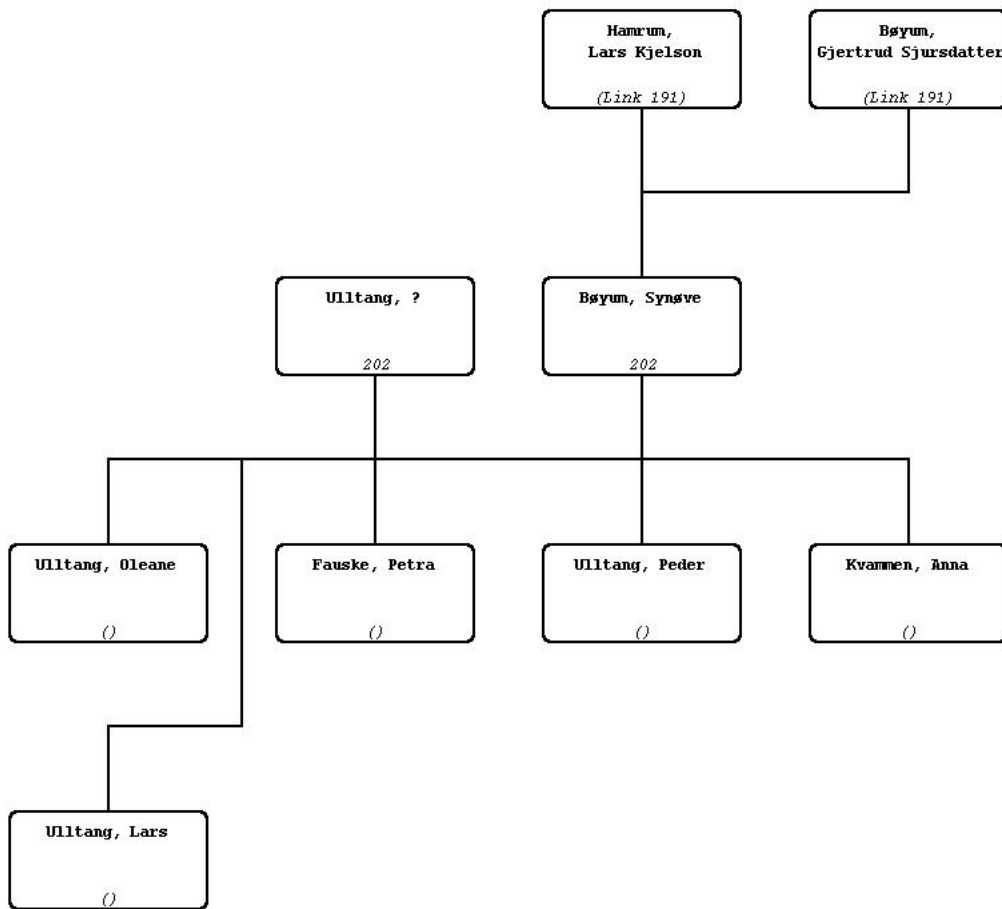 Hamrum,
Lars Kjelson
(Link 191)
Bøyum,
Gjertrud Sjursdatter
(Link 191)
Ulltang, ?
202
Bøyum, Synøve
202
Ulltang, Oleane
()
Fauske, Petra
()
Ulltang, Peder
()
Kvammen, Anna
()
Ulltang, Lars
()